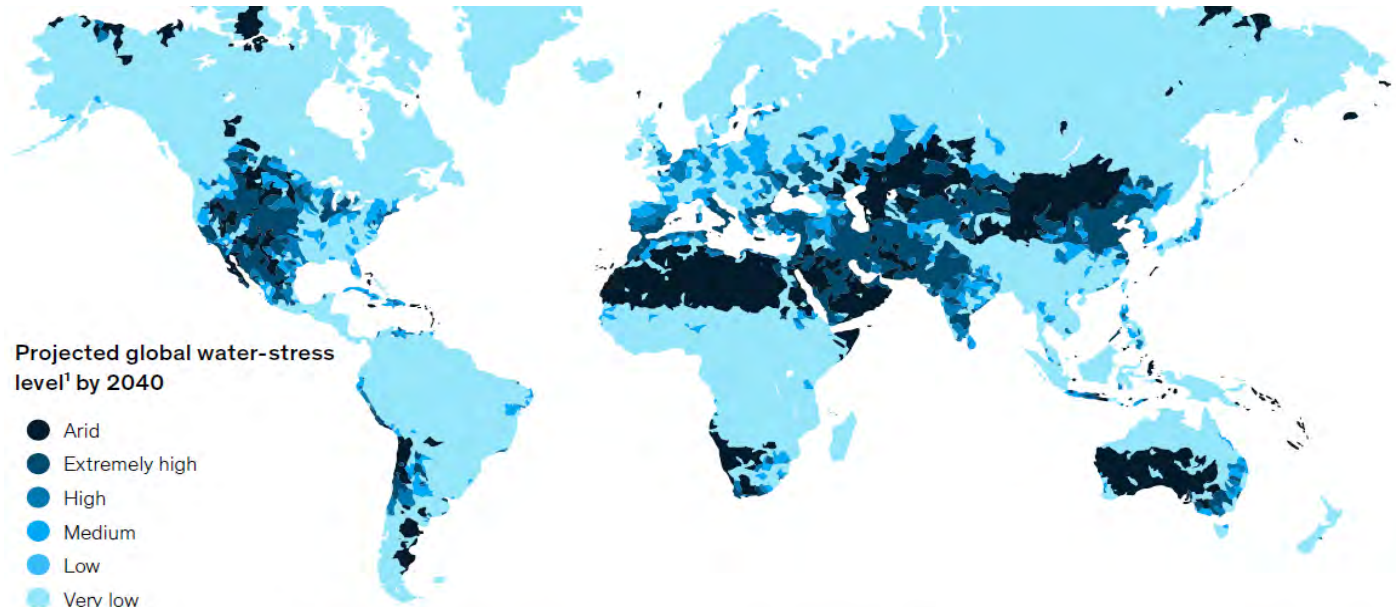 Projected global water-stress
level¹ by 2040
Arid
Extremely high
High
Medium
Low
Very low